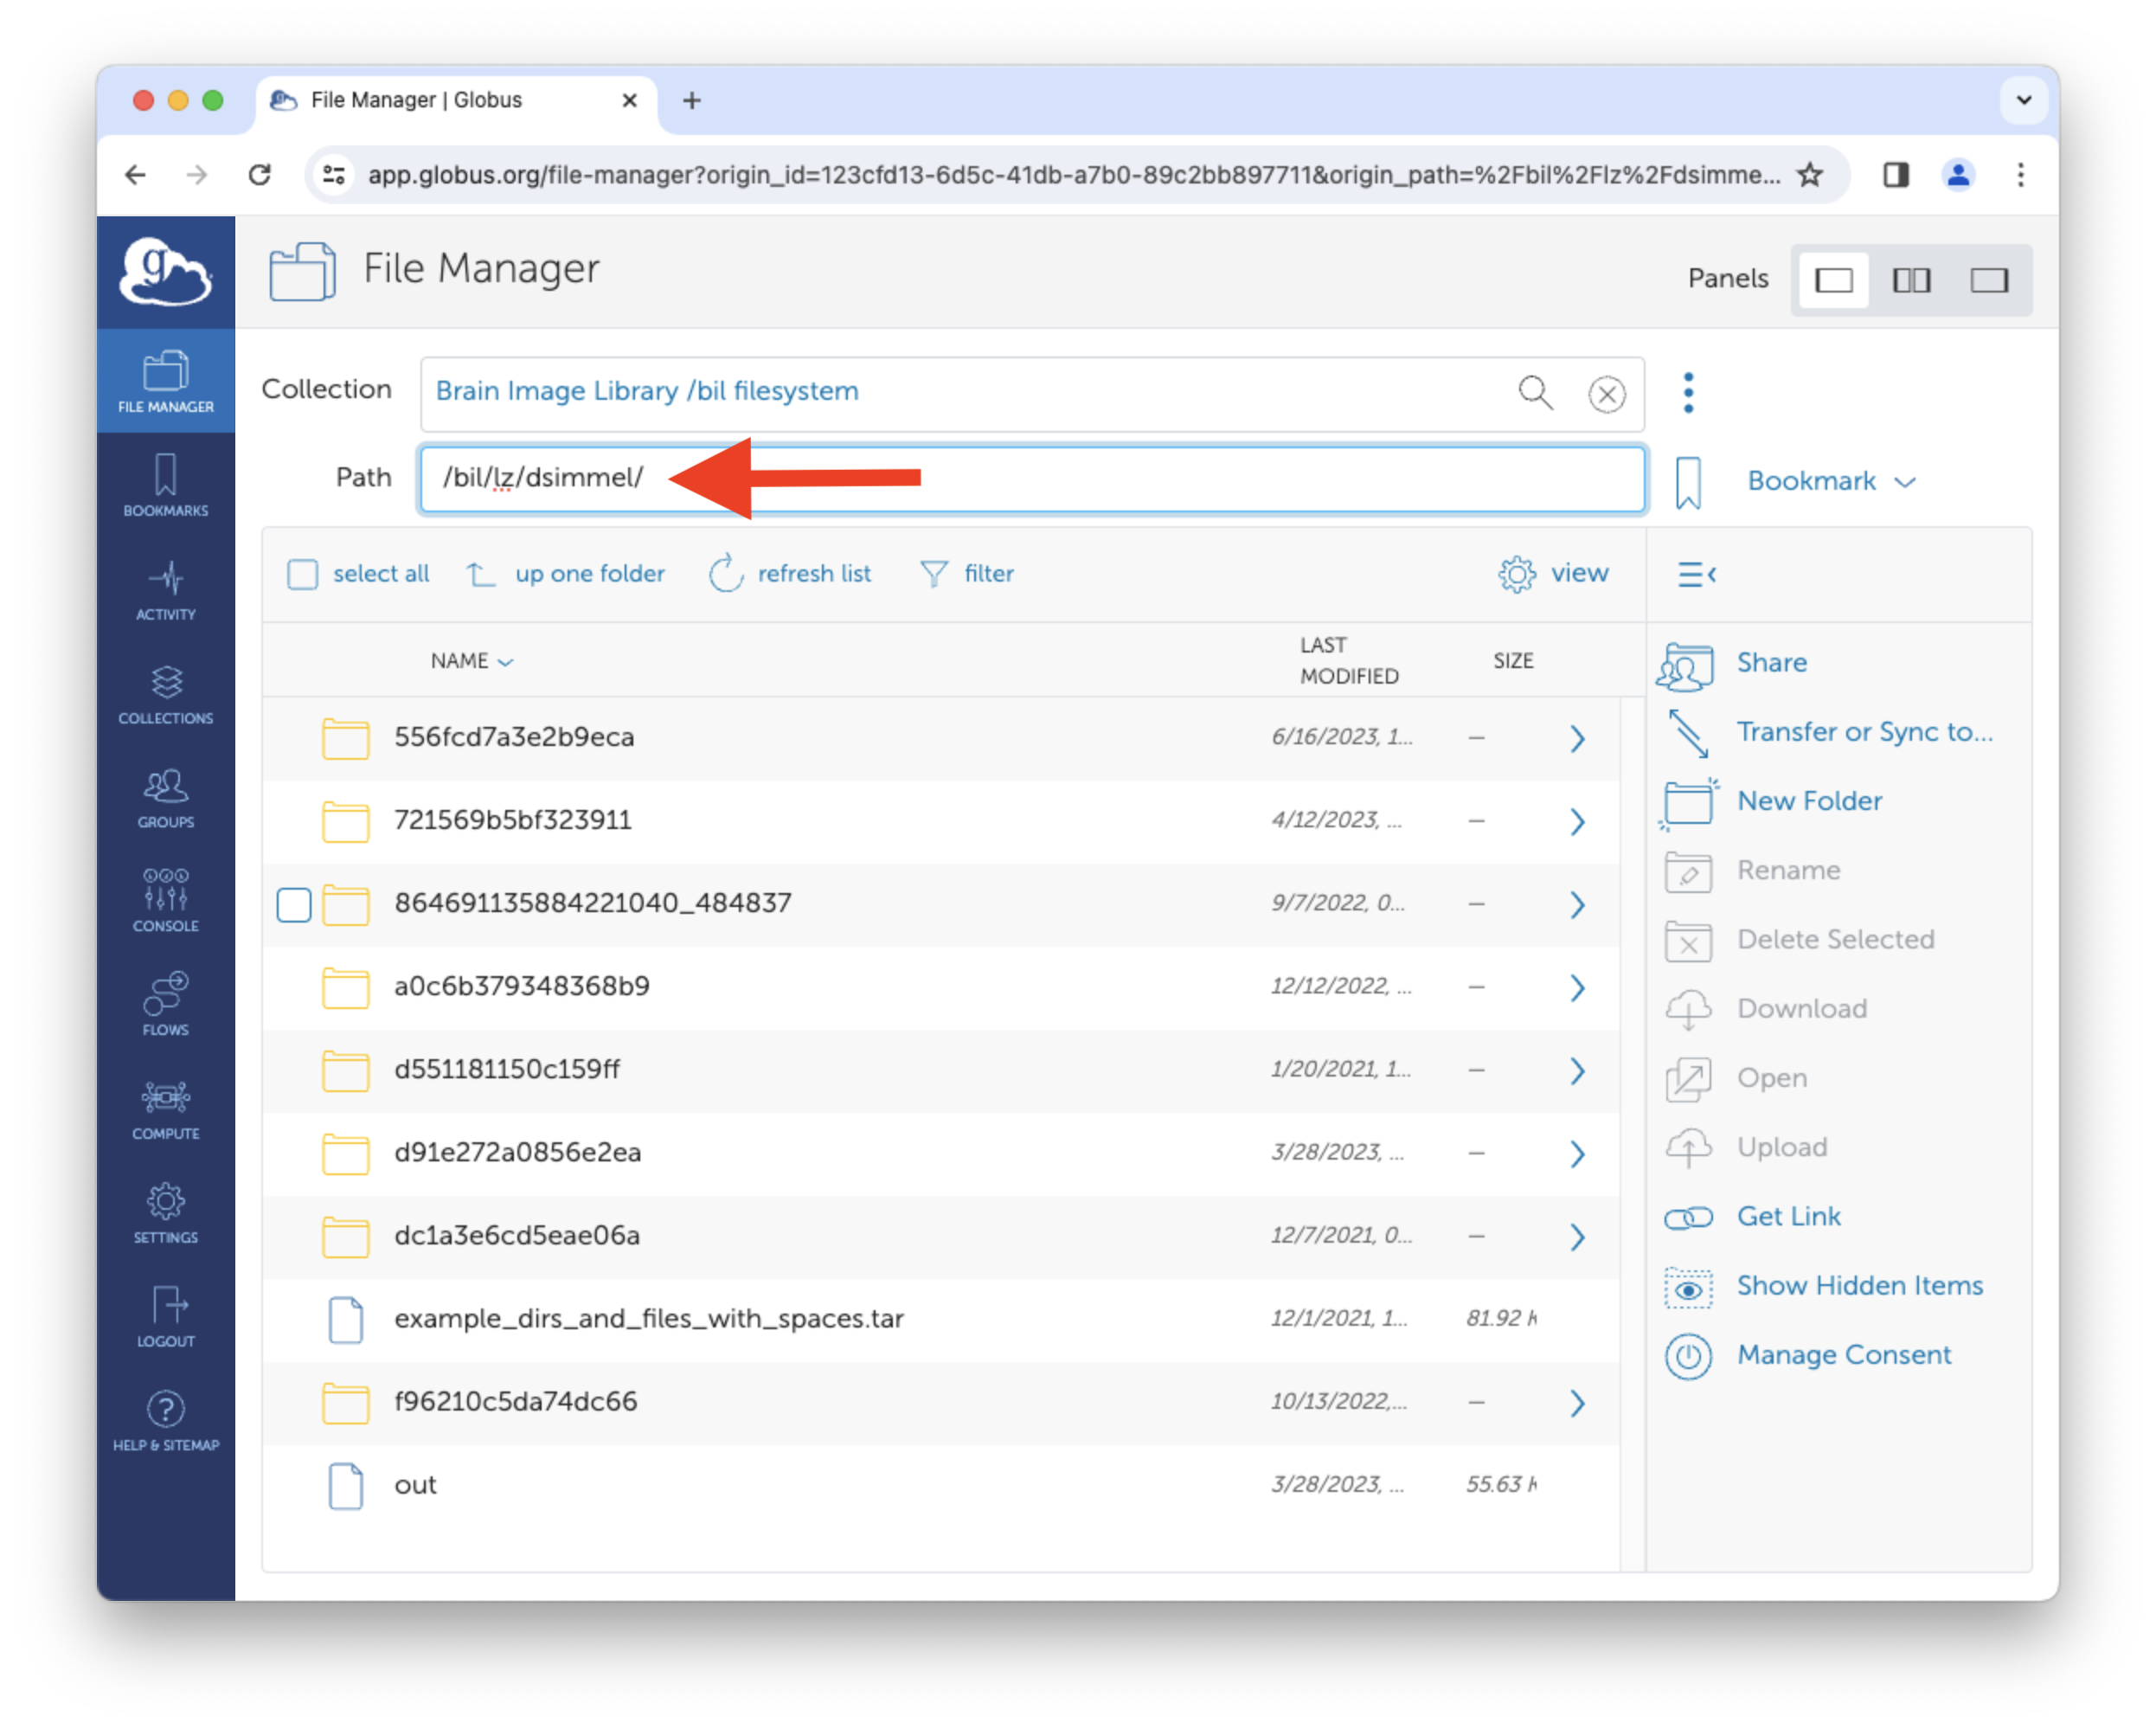 File Manager | Globus
app.globus.org/file-manager?origin_id=123cfd13-6d5c-41db-a7b0-89c2bb897711&origin_path=%2Fbil%2Flz%2Fdsimme...
g
File Manager
Panels
FILE MANAGER
BOOKMARKS
ACTIVITY
COLLECTIONS
GROUPS
CONSOLE
FLOWS
COMPUTE
SETTINGS
LOGOUT
HELP & SITEMAP
Collection
Brain Image Library /bil filesystem
Path
/bil/lz/dsimmel/
Bookmark
select all
up one folder
refresh list
filter
view
NAME
LAST
MODIFIED
SIZE
556fcd7a3e2b9eca 6/16/2023, 1... —
721569b5bf323911 4/12/2023, ... —
864691135884221040_484837 9/7/2022, 0... —
a0c6b379348368b9 12/12/2022, ... —
d551181150c159ff 1/20/2021, 1... —
d91e272a0856e2ea 3/28/2023, ... —
dc1a3e6cd5eae06a 12/7/2021, 0... —
example_dirs_and_files_with_spaces.tar 12/1/2021, 1... 81.92
f96210c5da74dc66 10/13/2022,... —
out 3/28/2023, ... 55.63
Share
Transfer or Sync to...
New Folder
Rename
Delete Selected
Download
Open
Upload
Get Link
Show Hidden Items
Manage Consent